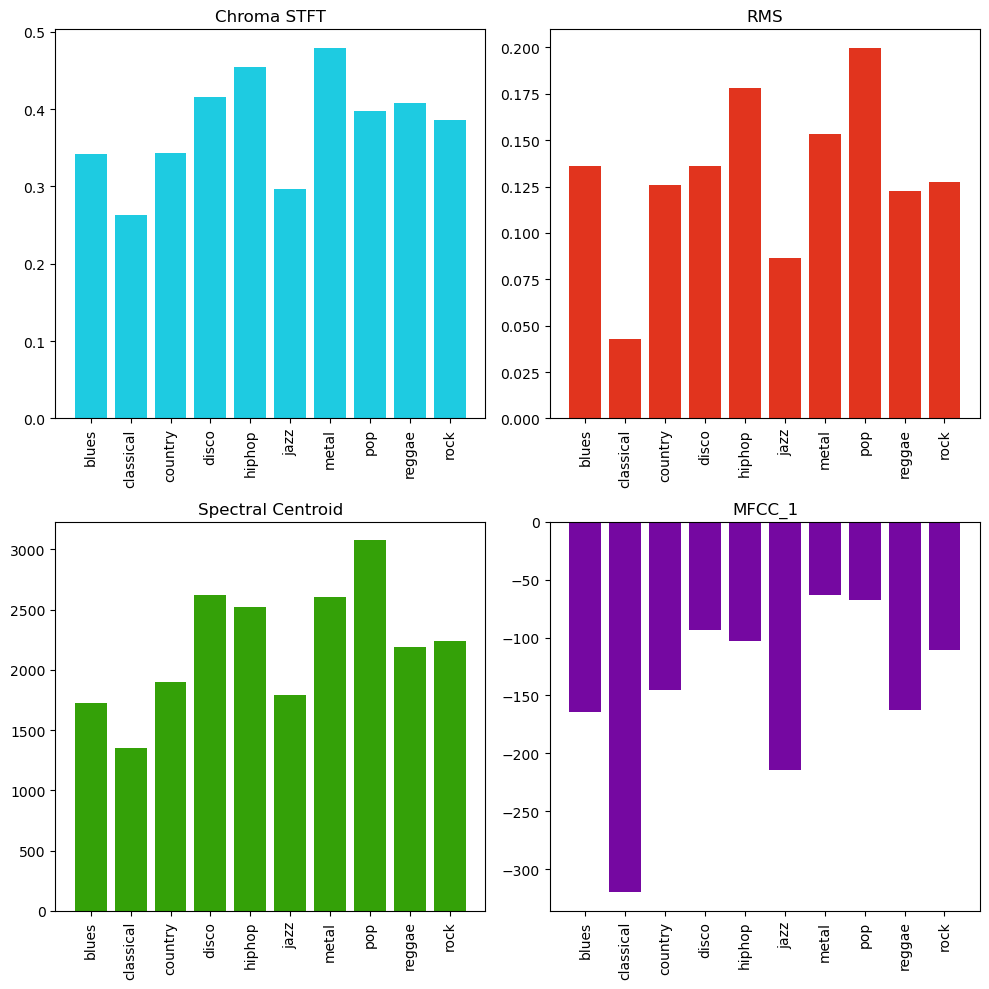 Chroma STFT
0.5
0.4
0.3
0.2
0.1
0.0
blues
classical
country
disco
hiphop
jazz
metal
pop
reggae
rock
RMS
0.200
0.175
0.150
0.125
0.100
0.075
0.050
0.025
0.000
blues
classical
country
disco
hiphop
jazz
metal
pop
reggae
rock
Spectral Centroid
3000
2500
2000
1500
1000
500
0
blues
classical
country
disco
hiphop
jazz
metal
pop
reggae
rock
MFCC_1
0
−50
−100
−150
−200
−250
−300
blues
classical
country
disco
hiphop
jazz
metal
pop
reggae
rock